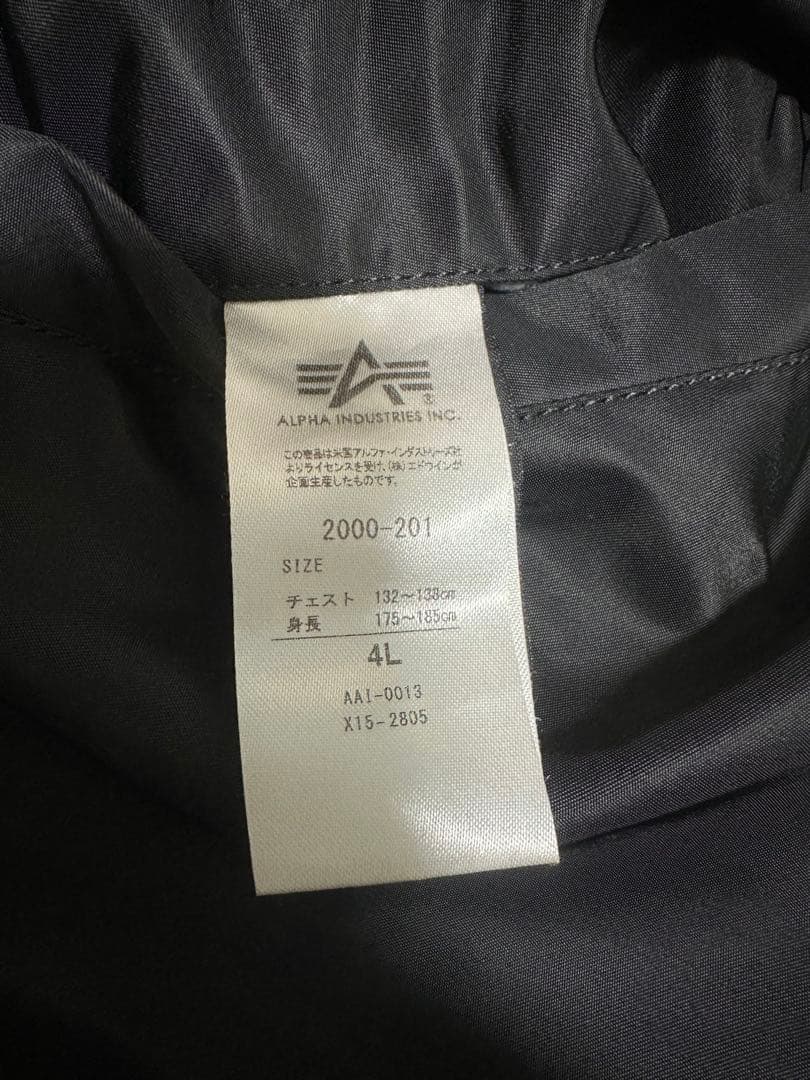 ALPHA INDUSTRIES INC.
この商品は米国アルファ・インダストリーズ社
よりライセンスを受け、(株)エドウインが
企画生産したものです。
2000-201
SIZE
チェスト 132～138cm
身長 175～185cm
4L
AAI-0013
X15-2805